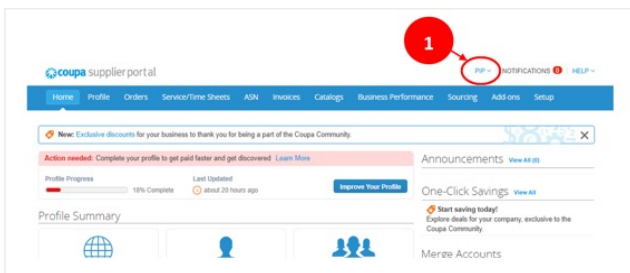 1
coupa supplier portal
PIP NOTIFICATIONS 0 HELP
Home Profile Orders Service/Time Sheets ASN Invoices Catalogs Business Performance Sourcing Add-ons Setup
New: Exclusive discounts for your business to thank you for being a part of the Coupa Community.
Action needed: Complete your profile to get paid faster and get discovered Learn More
Profile Progress
Last Updated
18% Complete
about 20 hours ago
Improve Your Profile
Profile Summary
Announcements View All (0)
One-Click Savings View All
Start saving today!
Explore deals for your company, exclusive to the
Coupa Community.
Merge Accounts